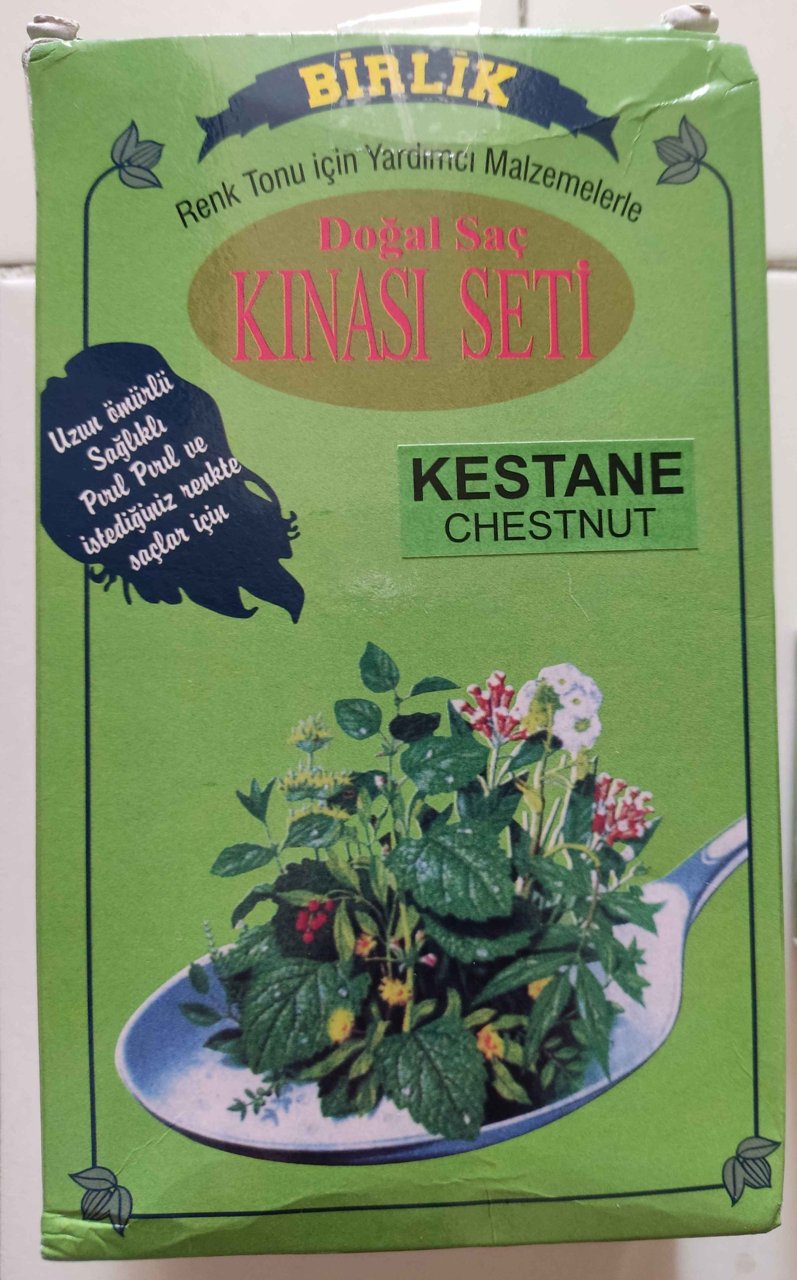 BİRLİK
Renk Tonu için Yardımcı Malzemelerle
Doğal Saç
KINASI SETİ
Uzun ömürlü
Sağlıklı
Pırıl Pırıl ve
istediğiniz renkte
saçlar için
KESTANE
CHESTNUT